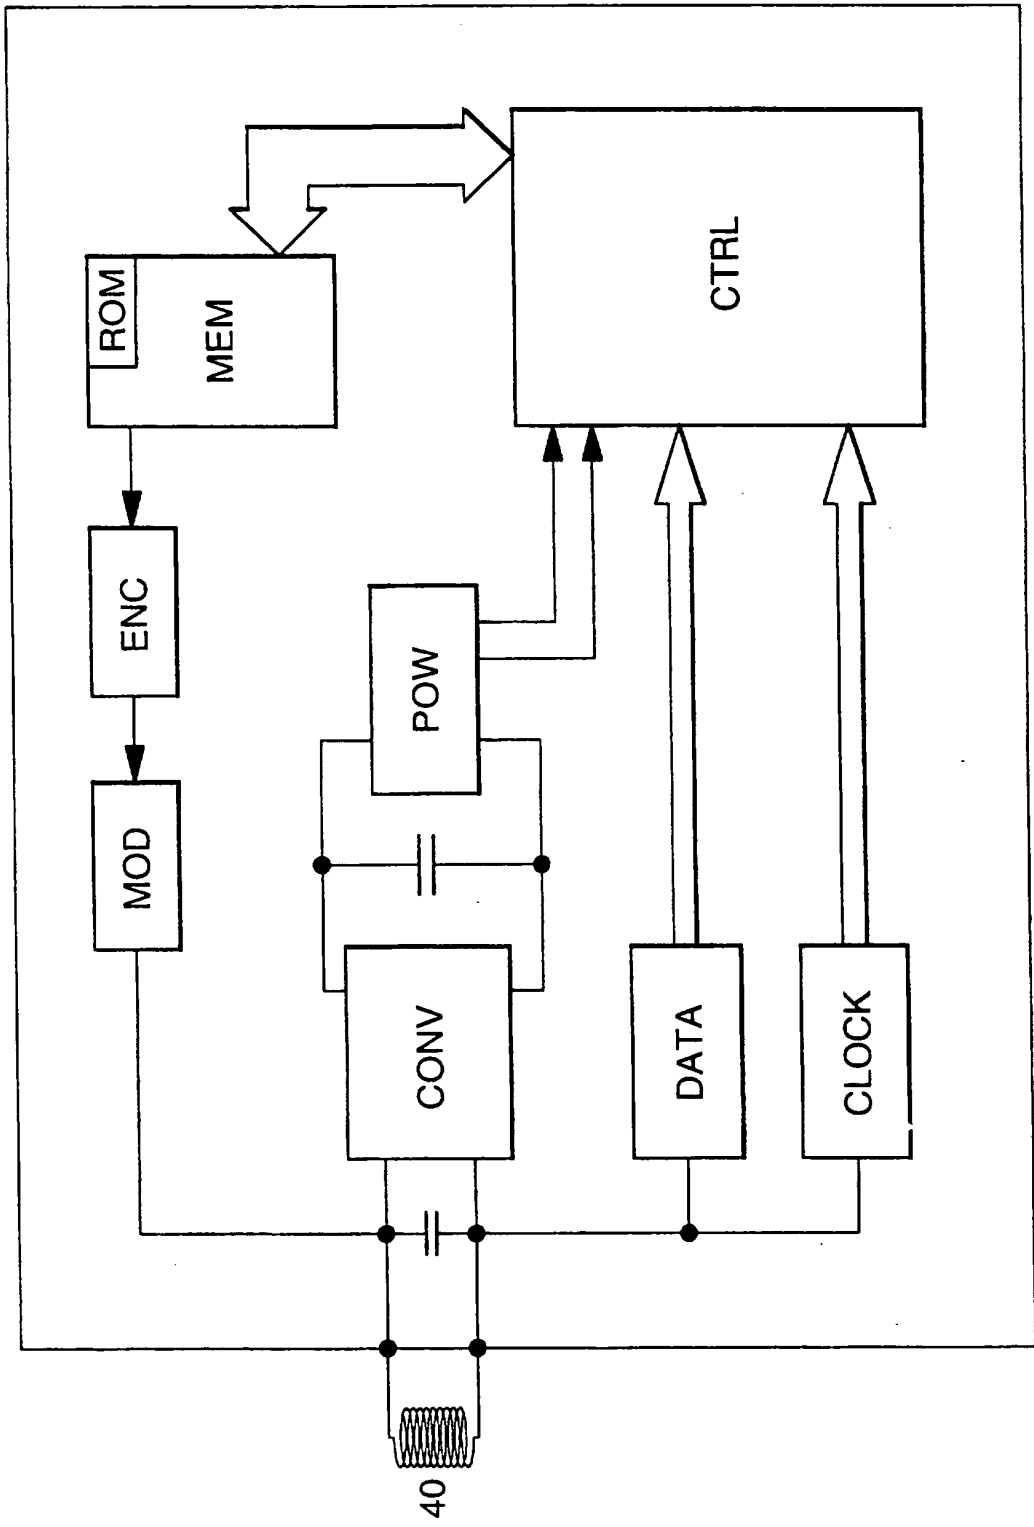 ROM
MEM
ENC
MOD
CTRL
POW
CONV
DATA
CLOCK
40